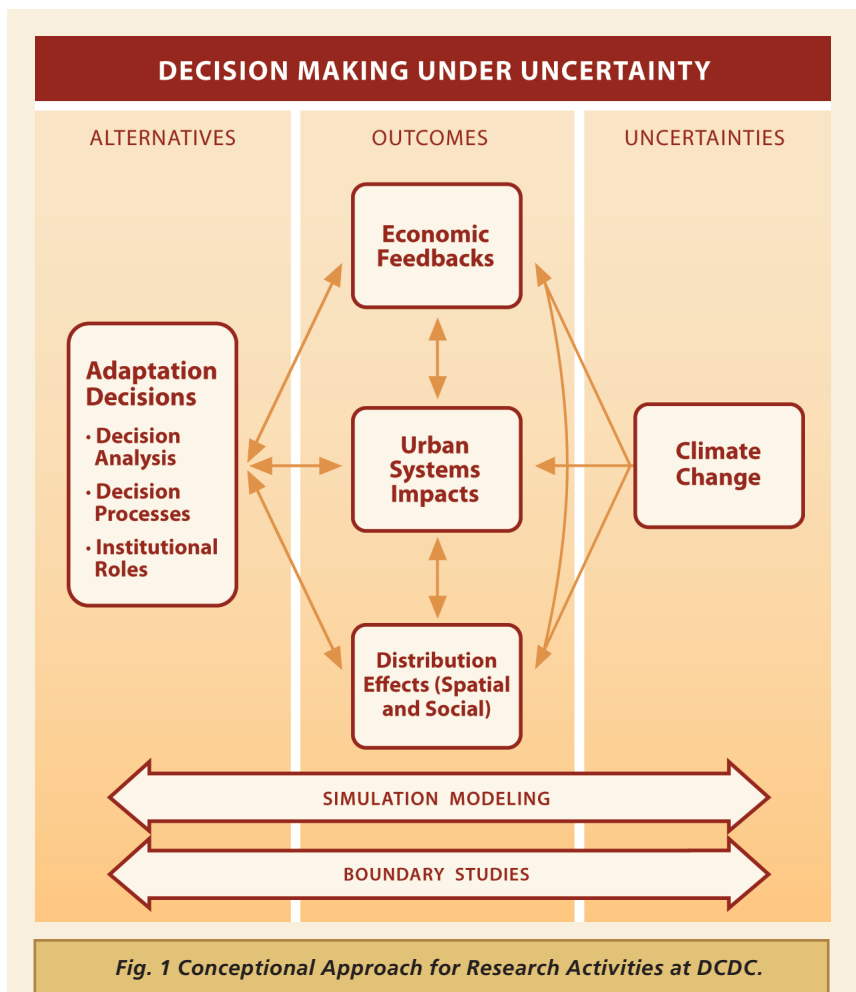 DECISION MAKING UNDER UNCERTAINTY
ALTERNATIVES
OUTCOMES
UNCERTAINTIES
Economic
Feedbacks
Adaptation
Decisions
· Decision
Analysis
· Decision
Processes
· Institutional
Roles
Urban
Systems
Impacts
Climate
Change
Distribution
Effects (Spatial
and Social)
SIMULATION MODELING
BOUNDARY STUDIES
Fig. 1 Conceptual Approach for Research Activities at DCDC.